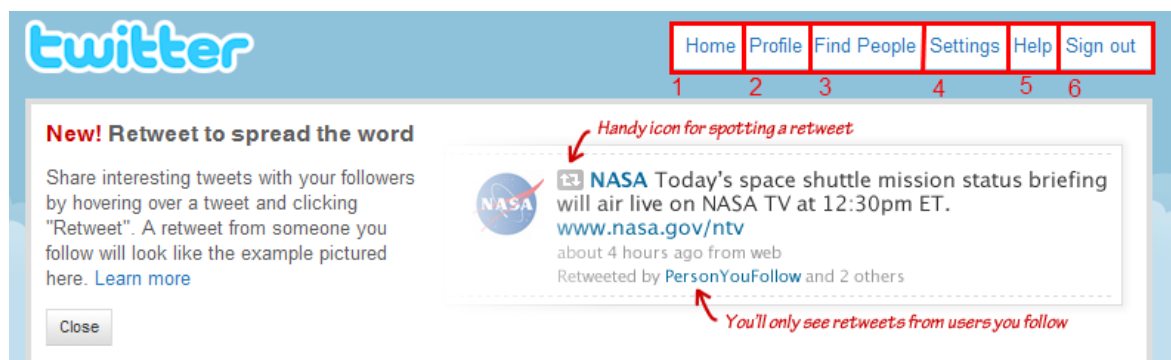 twitter
Home Profile Find People Settings Help Sign out
1 2 3 4 5 6
New! Retweet to spread the word
Share interesting tweets with your followers
by hovering over a tweet and clicking
"Retweet". A retweet from someone you
follow will look like the example pictured
here. Learn more
Close
Handy icon for spotting a retweet
NASA
NASA Today's space shuttle mission status briefing
will air live on NASA TV at 12:30pm ET.
www.nasa.gov/ntv
about 4 hours ago from web
Retweeted by PersonYouFollow and 2 others
You'll only see retweets from users you follow